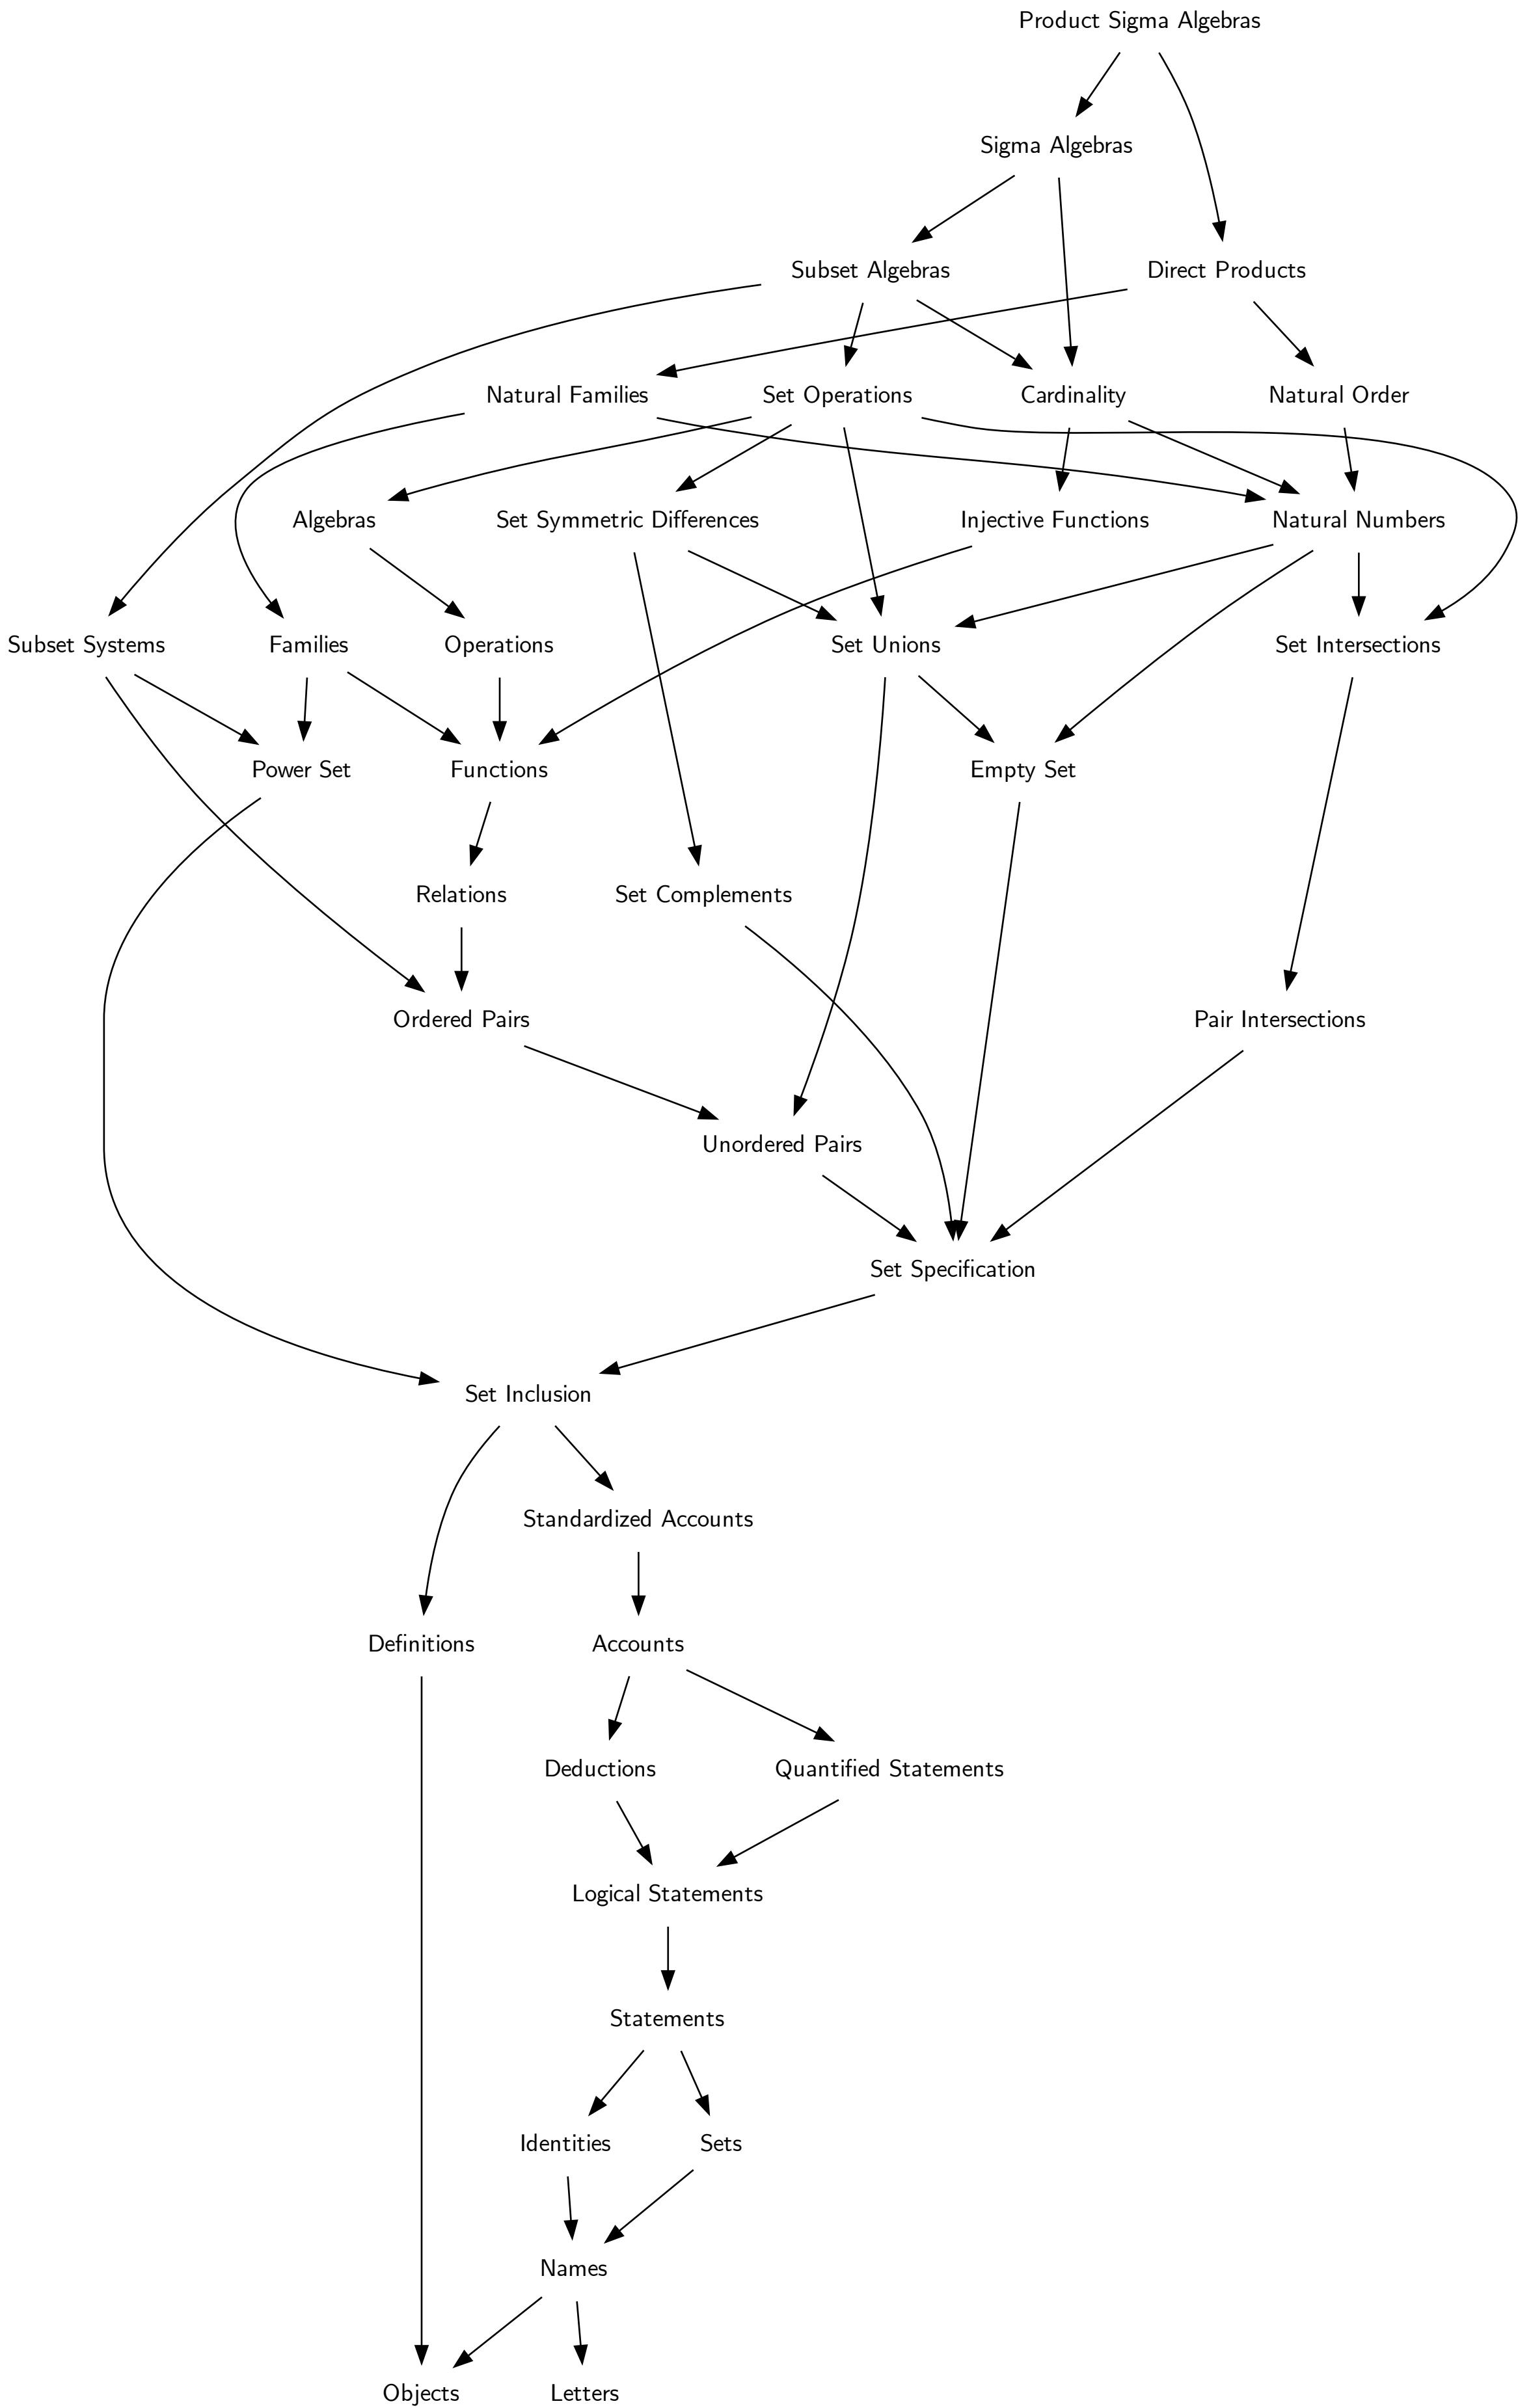 Product Sigma Algebras
Sigma Algebras
Subset Algebras
Direct Products
Natural Families
Set Operations
Cardinality
Natural Order
Algebras
Set Symmetric Differences
Injective Functions
Natural Numbers
Subset Systems
Families
Operations
Set Unions
Set Intersections
Power Set
Functions
Empty Set
Relations
Set Complements
Ordered Pairs
Pair Intersections
Unordered Pairs
Set Specification
Set Inclusion
Standardized Accounts
Definitions
Accounts
Deductions
Quantified Statements
Logical Statements
Statements
Identities
Sets
Names
Objects
Letters